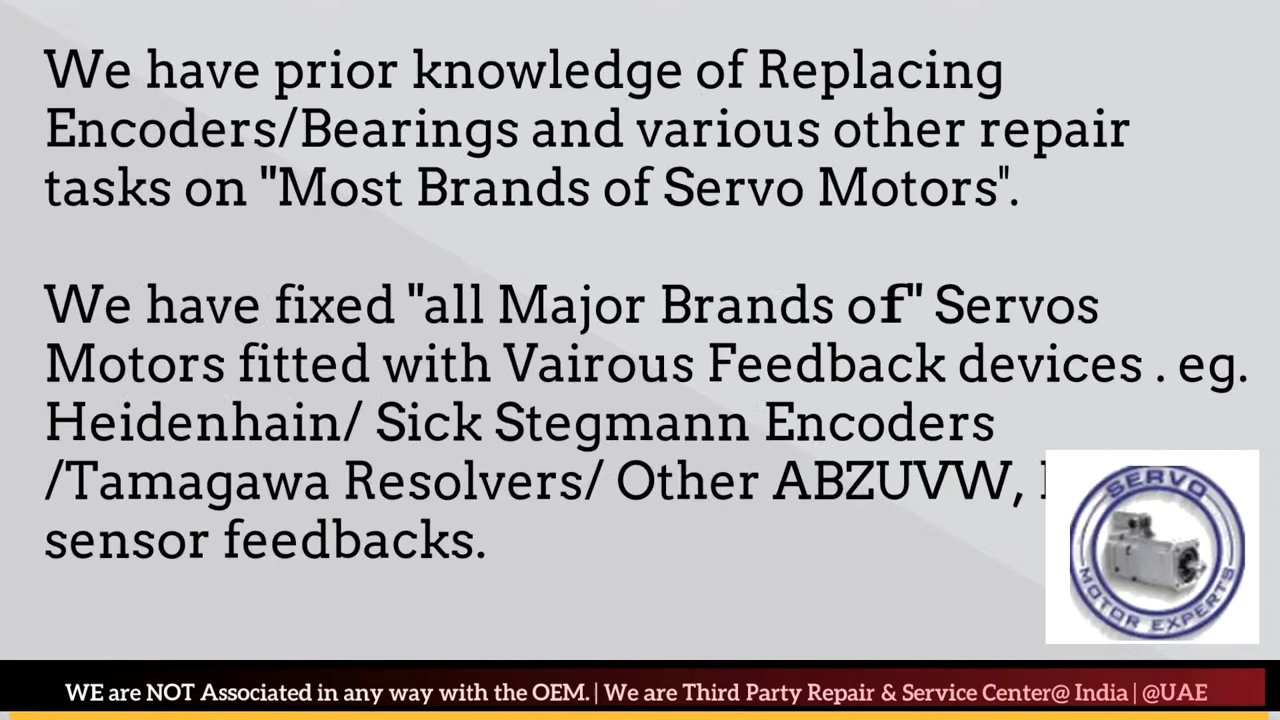 We have prior knowledge of Replacing
Encoders/Bearings and various other repair
tasks on "Most Brands of Servo Motors".
We have fixed "all Major Brands of" Servos
Motors fitted with Vairous Feedback devices . eg.
Heidenhain/ Sick Stegmann Encoders
/Tamagawa Resolvers/ Other ABZUVW,
sensor feedbacks.
SERVO
MOTOR EXPERTS
WE are NOT Associated in any way with the OEM. | We are Third Party Repair & Service Center@ India | @UAE